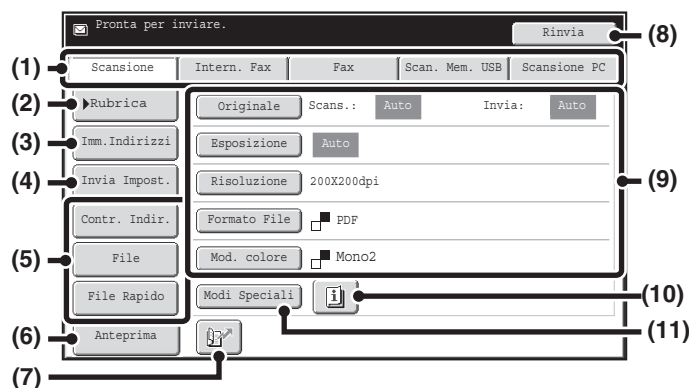 Pronta per inviare.
Rinvia
(8)
(1)
Scansione
Intern. Fax
Fax
Scan. Mem. USB
Scansione PC
(2)
Rubrica
Originale
Scans.:
Auto
Invia:
Auto
(3)
Imm.Indirizzi
Esposizione
Auto
(4)
Invia Impost.
Risoluzione
200X200dpi
(9)
Contr. Indir.
Formato File
PDF
(5)
File
Mod. colore
Mono2
File Rapido
Modi Speciali
(10)
(6)
Anteprima
(11)
(7)